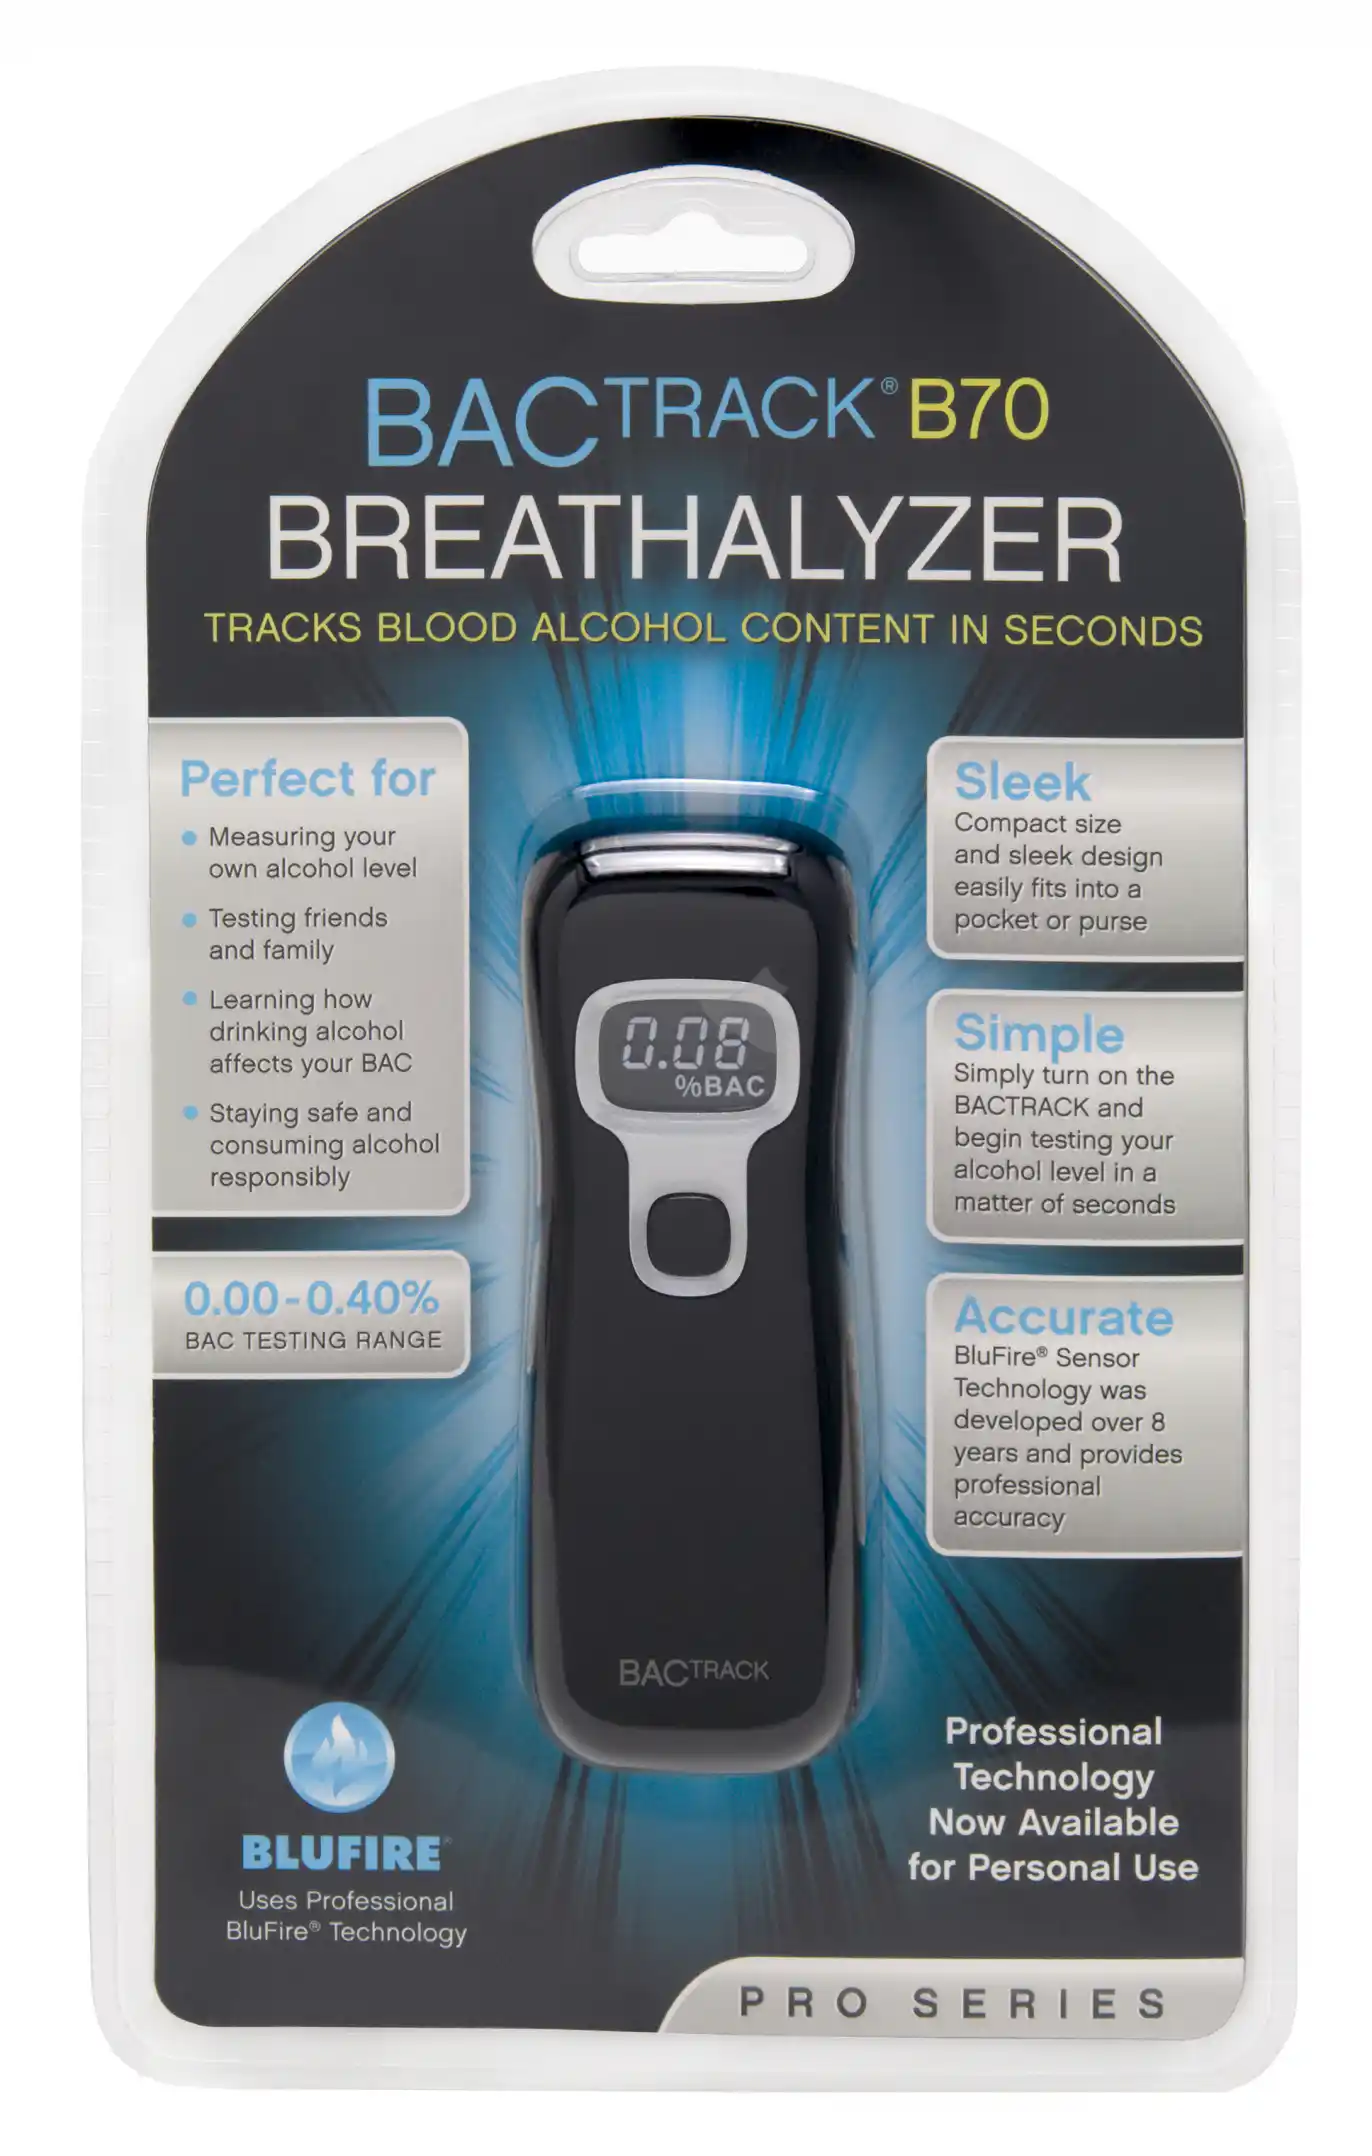 BACTRACK® B70
BREATHALYZER
TRACKS BLOOD ALCOHOL CONTENT IN SECONDS
Perfect for
• Measuring your
own alcohol level
• Testing friends
and family
• Learning how
drinking alcohol
affects your BAC
• Staying safe and
consuming alcohol
responsibly
0.00-0.40%
BAC TESTING RANGE
0.08
%BAC
BACTRACK
Sleek
Compact size
and sleek design
easily fits into a
pocket or purse
Simple
Simply turn on the
BACTRACK and
begin testing your
alcohol level in a
matter of seconds
Accurate
BluFire® Sensor
Technology was
developed over 8
years and provides
professional
accuracy
BLUFIRE®
Uses Professional
BluFire® Technology
Professional
Technology
Now Available
for Personal Use
PRO SERIES